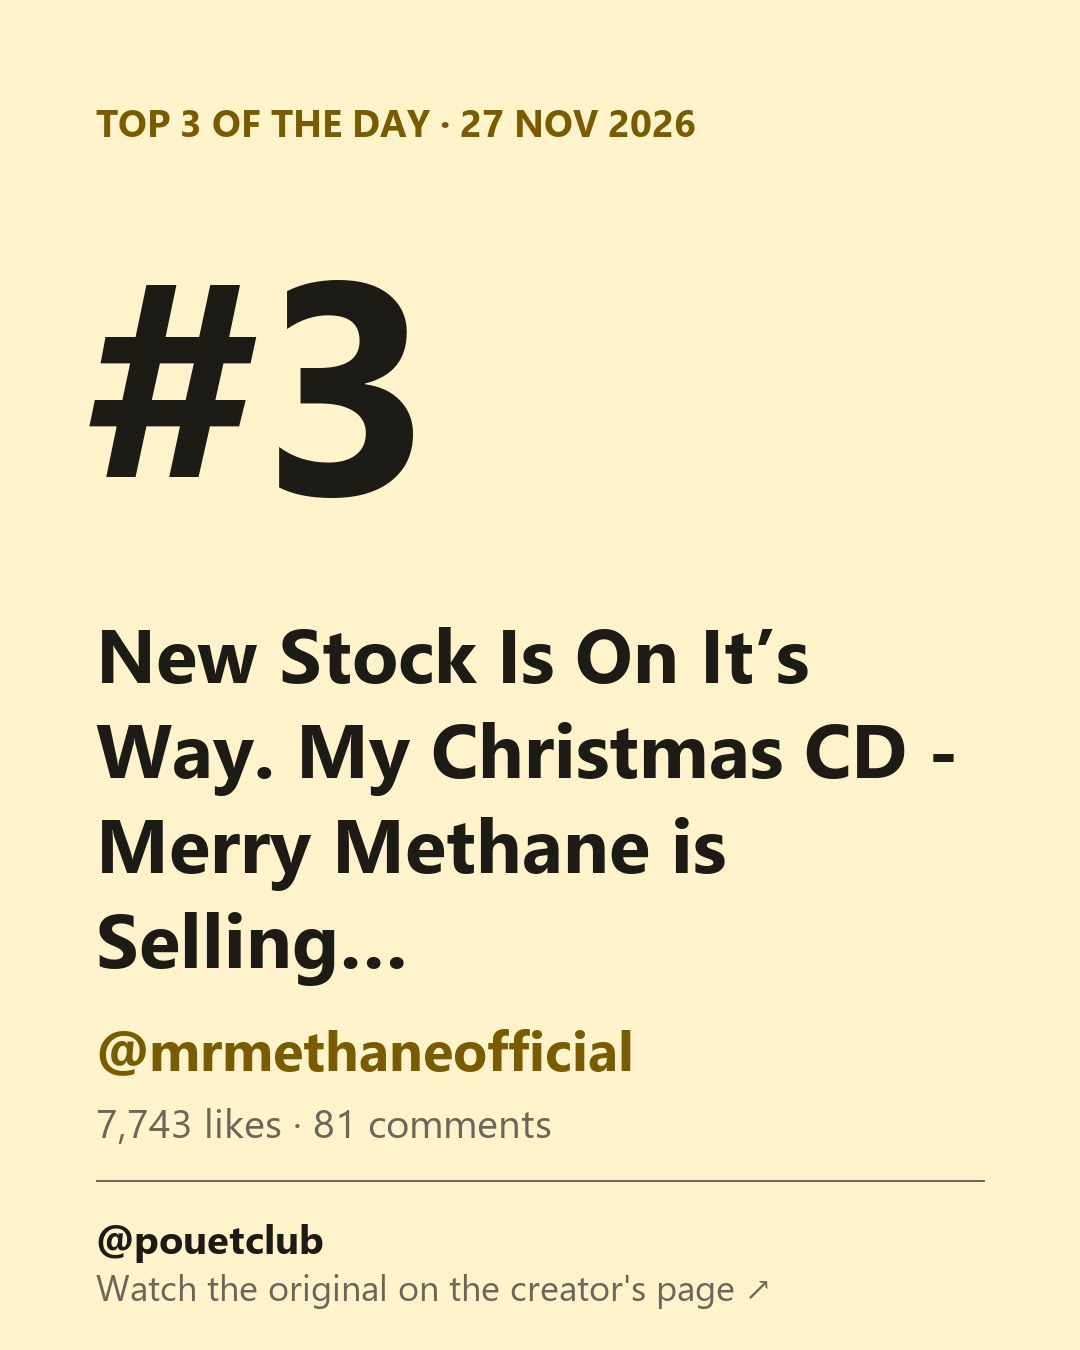 TOP 3 OF THE DAY · 27 NOV 2026
#3
New Stock Is On It’s
Way. My Christmas CD -
Merry Methane is
Selling…
@mrmethaneofficial
7,743 likes · 81 comments
@pouetclub
Watch the original on the creator's page ↗